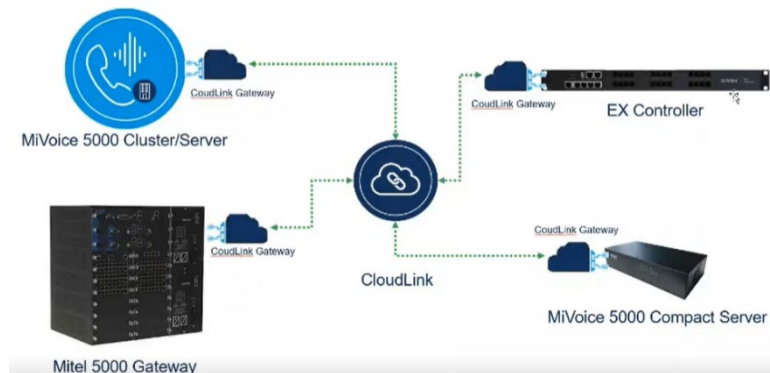 CoudLink Gateway
MiVoice 5000 Cluster/Server
CoudLink Gateway
EX Controller
CoudLink Gateway
Mitel 5000 Gateway
CloudLink
CoudLink Gateway
MiVoice 5000 Compact Server